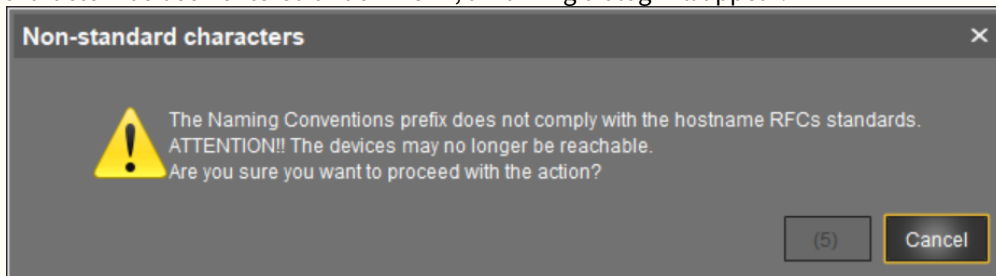 Non-standard characters
The Naming Conventions prefix does not comply with the hostname RFCs standards.
ATTENTION!! The devices may no longer be reachable.
Are you sure you want to proceed with the action?
(5) Cancel